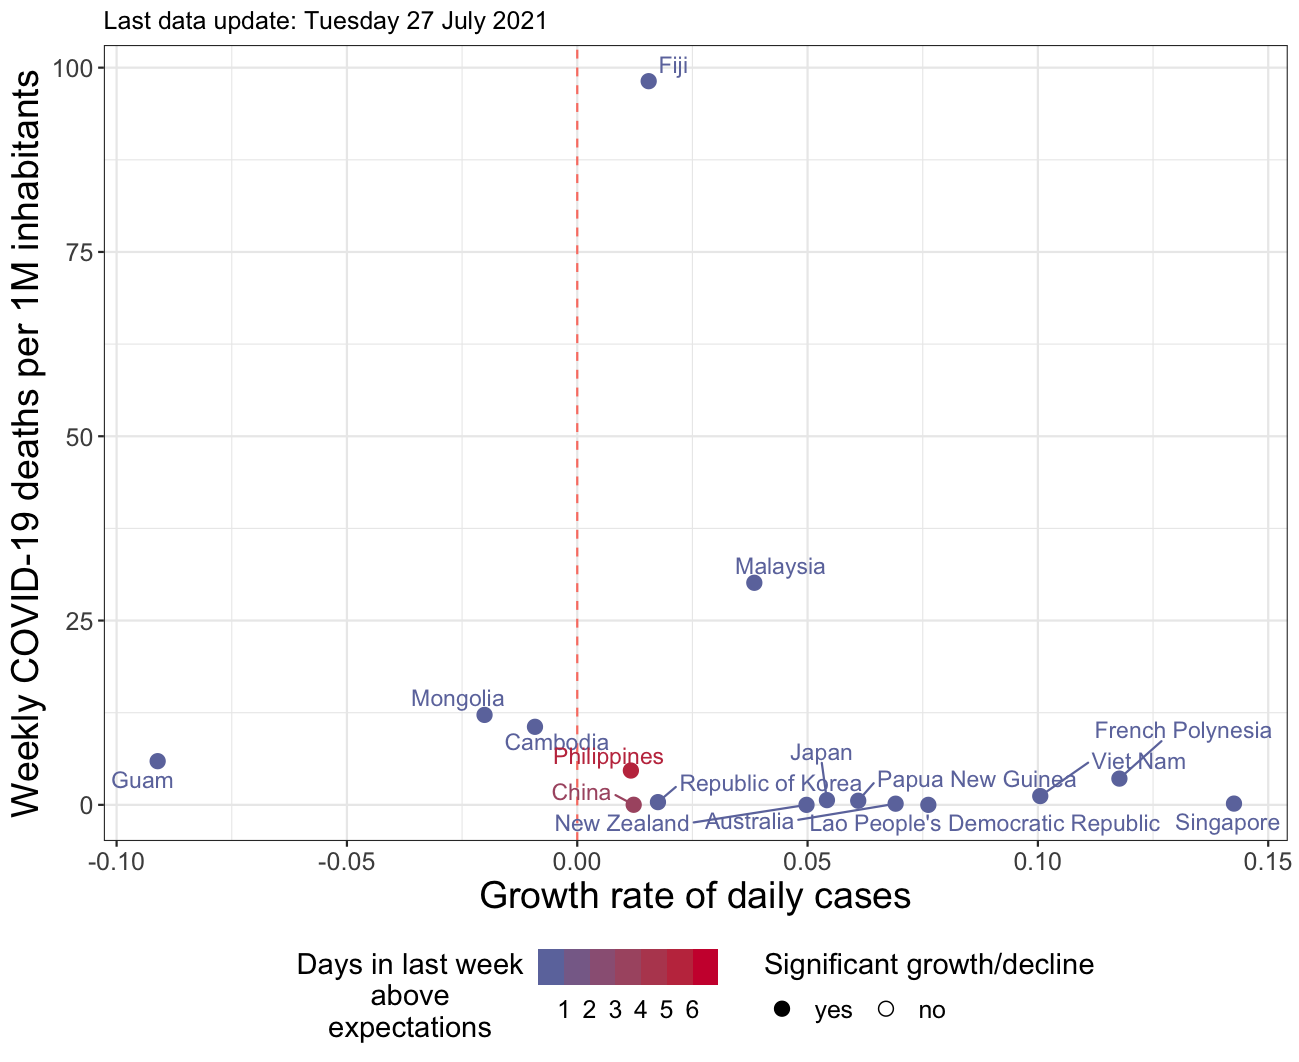 Last data update: Tuesday 27 July 2021
Weekly COVID-19 deaths per 1M inhabitants
100
75
50
25
0
Fiji
Malaysia
Mongolia
Cambodia
Guam
Philippines
China
Republic of Korea
Japan
Papua New Guinea
French Polynesia
Viet Nam
New Zealand
Australia
Lao People's Democratic Republic
Singapore
-0.10 -0.05 0.00 0.05 0.10 0.15
Growth rate of daily cases
Days in last week
above
expectations
1 2 3 4 5 6
Significant growth/decline
yes no